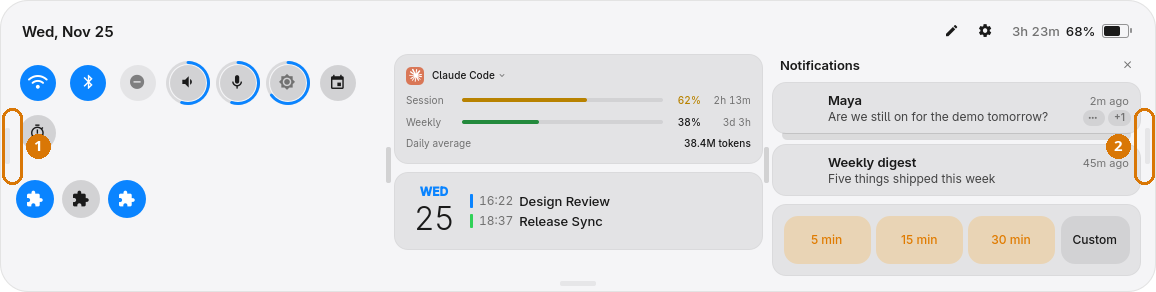 Wed, Nov 25
3h 23m 68%
Claude Code
Session 62% 2h 13m
Weekly 38% 3d 3h
Daily average 38.4M tokens
WED
25
16:22 Design Review
18:37 Release Sync
Notifications
Maya 2m ago
Are we still on for the demo tomorrow? +1
Weekly digest 45m ago
Five things shipped this week
5 min 15 min 30 min Custom
1
2